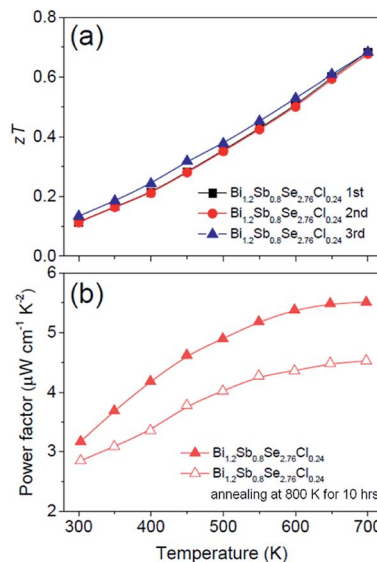 (a)
0.8
0.6
0.4
0.2
0.0
zT
Bi1.2Sb0.8Se2.76Cl0.24 1st
Bi1.2Sb0.8Se2.76Cl0.24 2nd
Bi1.2Sb0.8Se2.76Cl0.24 3rd
(b)
6
5
4
3
2
Power factor (μW cm-1 K-2)
Bi1.2Sb0.8Se2.76Cl0.24
Bi1.2Sb0.8Se2.76Cl0.24
annealing at 800 K for 10 hrs
300 400 500 600 700
Temperature (K)